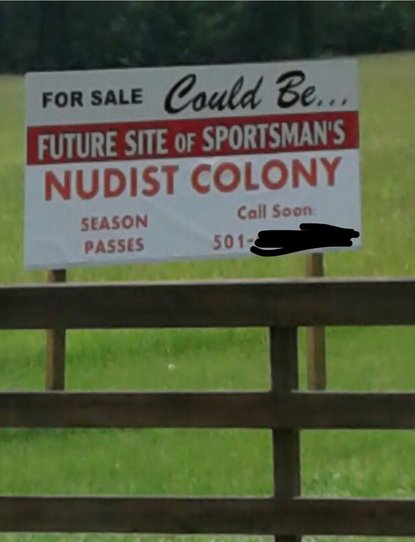 FOR SALE Could Be...
FUTURE SITE OF SPORTSMAN'S
NUDIST COLONY
SEASON PASSES
Call Soon:
501-